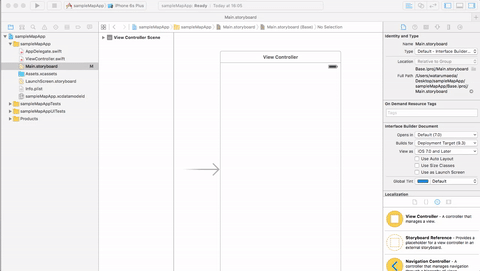 sampleMapApp
iPhone 6s Plus
sampleMapApp: Ready
Today at 16:05
Main.storyboard
sampleMapApp
sampleMapApp
Main.storyboard
Main.storyboard (Base)
No Selection
sampleMapApp
sampleMapApp
AppDelegate.swift
ViewController.swift
Main.storyboard
M
Assets.xcassets
LaunchScreen.storyboard
Info.plist
sampleMapApp.xcdatamodeld
sampleMapAppTests
sampleMapAppUITests
Products
View Controller Scene
View Controller
Identity and Type
Name Main.storyboard
Type Default - Interface Builder...
Location Relative to Group
Base.lproj/Main.storyboard
Full Path
Desktop/sampleMapApp/
sampleMapApp/Base.lproj/
Main.storyboard
On Demand Resource Tags
Tags
Interface Builder Document
Opens in Default (7.0)
Builds for Deployment Target (9.3)
View as iOS 7.0 and Later
Use Auto Layout
Use Size Classes
Use as Launch Screen
Global Tint Default
Localization
View Controller - A controller
that manages a view.
Storyboard Reference - Provides a
placeholder for a view controller in an
external storyboard.
Navigation Controller - A
controller that manages
navigation through a hierarchy of